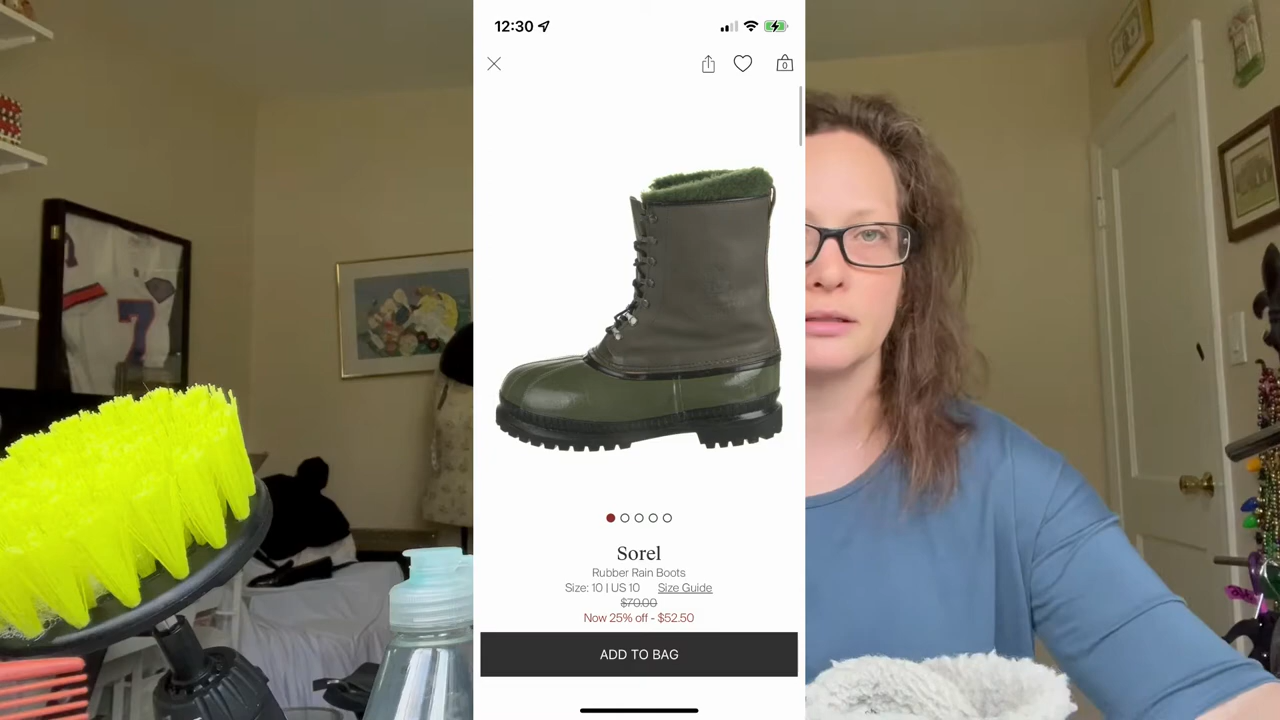 12:30
0
7
Sorel
Rubber Rain Boots
Size: 10 | US 10 Size Guide
$70.00
Now 25% off - $52.50
ADD TO BAG